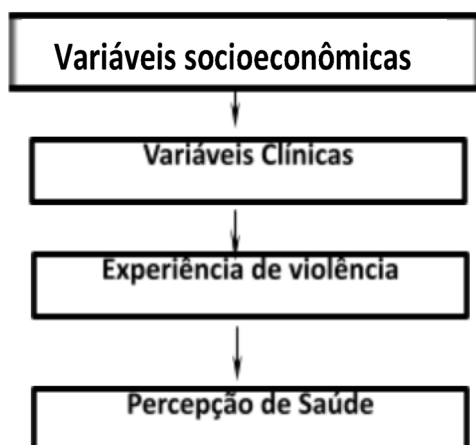 Variáveis socioeconômicas
Variáveis Clínicas
Experiência de violência
Percepção de Saúde